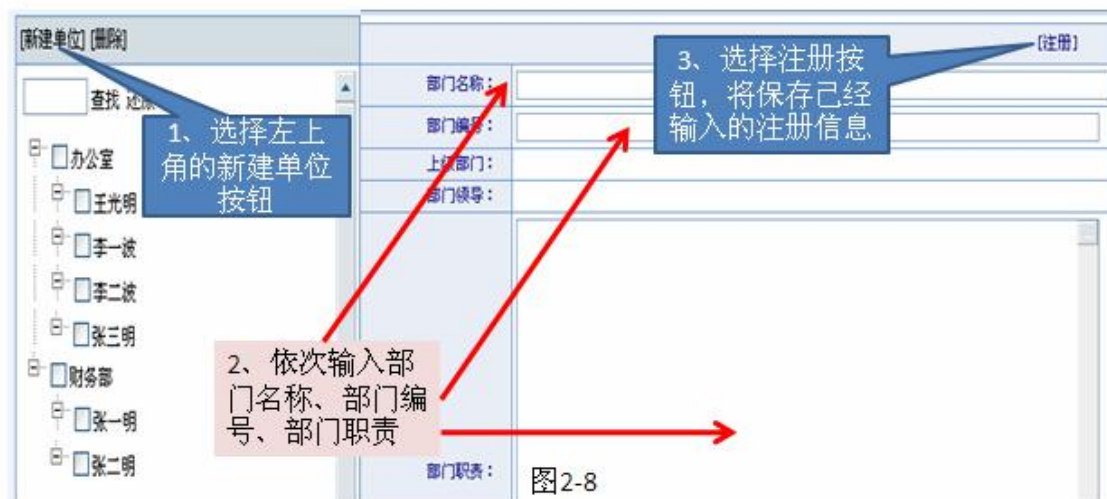 [新建单位] [删除]
[注册]
查找 还原
部门名称：
部门编号：
上级部门：
部门领导：
部门职责：
办公室
王光明
李一波
李二波
张三明
财务部
张一明
张二明
1、选择左上
角的新建单位
按钮
2、依次输入部
门名称、部门编
号、部门职责
3、选择注册按
钮，将保存己经
输入的注册信息
图2-8